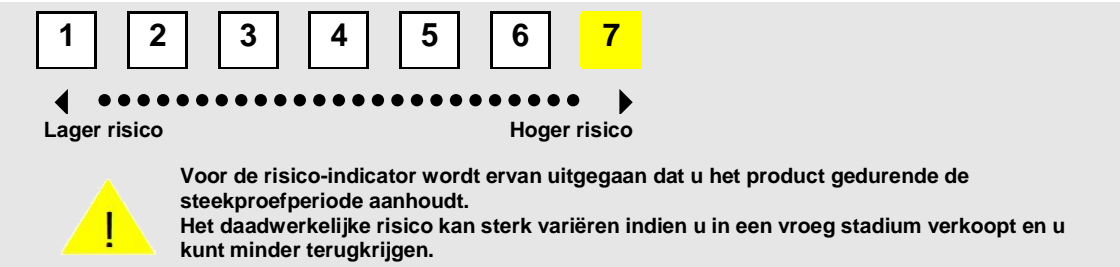 1 2 3 4 5 6 7
Lager risico Hoger risico
!
Voor de risico-indicator wordt ervan uitgegaan dat u het product gedurende de
steekproefperiode aanhoudt.
Het daadwerkelijke risico kan sterk variëren indien u in een vroeg stadium verkoopt en u
kunt minder terugkrijgen.